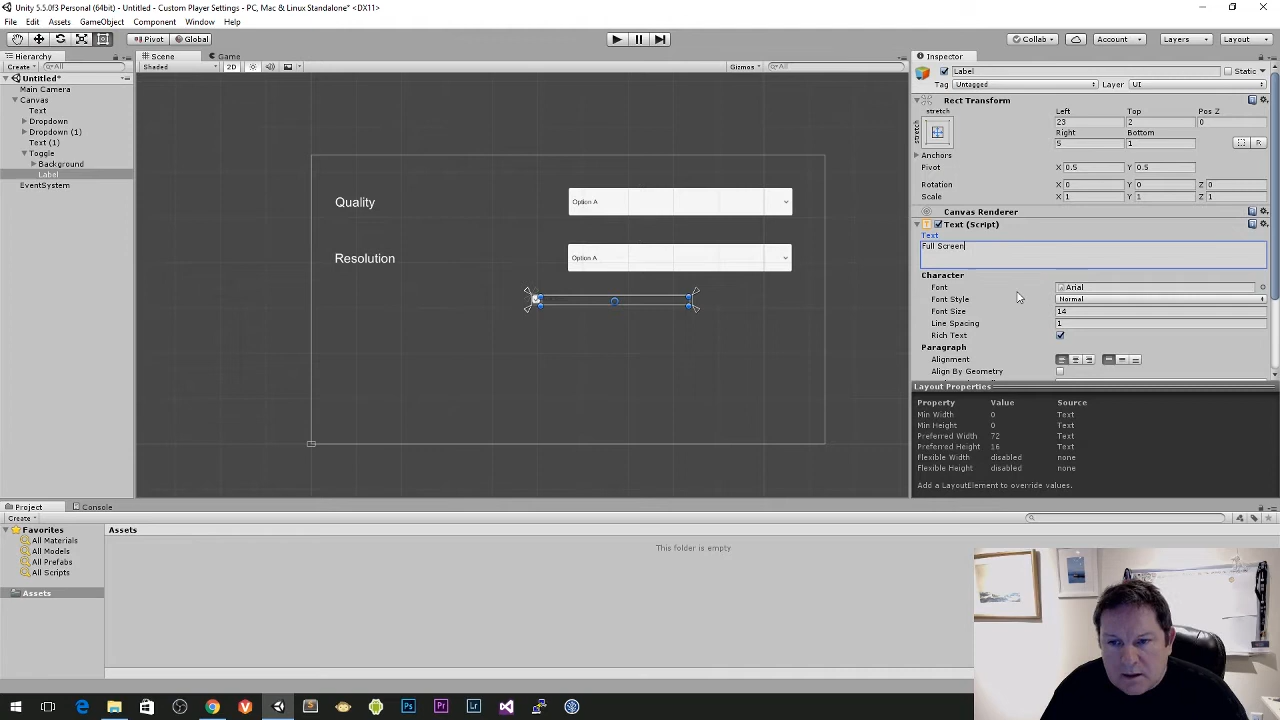 Unity 5.5.0f3 Personal (64bit) - Untitled - Custom Player Settings - PC, Mac & Linux Standalone* <DX11>
File Edit Assets GameObject Component Window Help
Pivot Global Collab Account Layers Layout
Hierarchy
Create All
Untitled*
Main Camera
Canvas
Text
Dropdown
Dropdown (1)
Text (1)
Toggle
Background
Label
EventSystem
Scene Game
Shaded 2D Gizmos All
Quality Option A
Resolution Option A
Inspector
Label Static
Tag Untagged Layer UI
Rect Transform
stretch Left Top Pos Z
stretch 23 2 0
Right Bottom
5 1 R
Anchors
Pivot X 0.5 Y 0.5
Rotation X 0 Y 0 Z 0
Scale X 1 Y 1 Z 1
Canvas Renderer
Text (Script)
Text
Full Screen
Character
Font Arial
Font Style Normal
Font Size 14
Line Spacing 1
Rich Text
Paragraph
Alignment
Align By Geometry
Layout Properties
Property Value Source
Min Width 0 Text
Min Height 0 Text
Preferred Width 72 Text
Preferred Height 16 Text
Flexible Width disabled none
Flexible Height disabled none
Add a LayoutElement to override values.
Project Console
Create
Favorites
All Materials
All Models
All Prefabs
All Scripts
Assets
Assets
This folder is empty